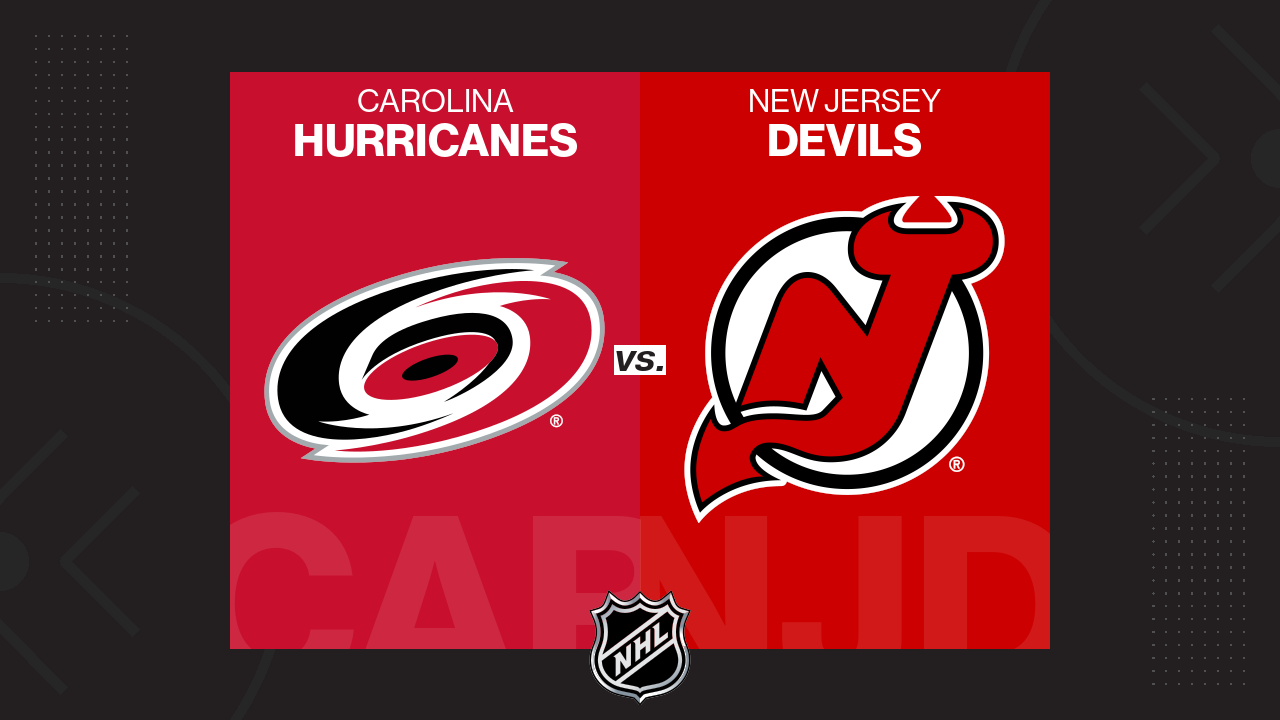 CAROLINA
HURRICANES
NEW JERSEY
DEVILS
vs.
®
®
CAR
NJD
NHL